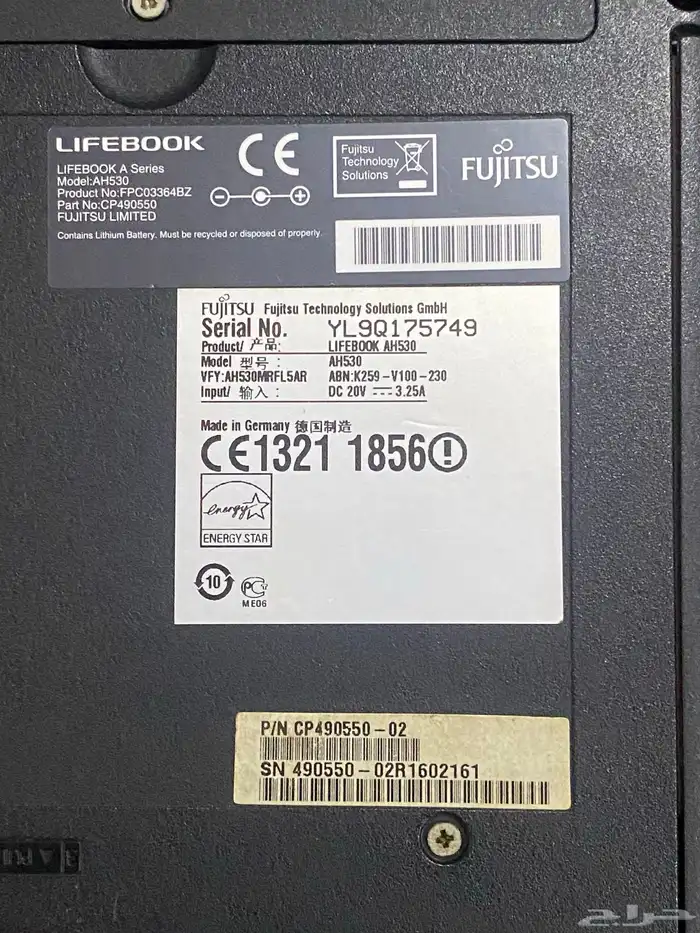 LIFEBOOK
LIFEBOOK A Series
Model:AH530
Product No:FPC03364BZ
Part No:CP490550
FUJITSU LIMITED
Contains Lithium Battery. Must be recycled or disposed of properly.
CE
Fujitsu
Technology
Solutions
FUJITSU
FUJITSU Fujitsu Technology Solutions GmbH
Serial No. YL9Q175749
Product/ 产品: LIFEBOOK AH530
Model 型号: AH530
VFY:AH530MRFL5AR ABN:K259-V100-230
Input/ 输入: DC 20V 3.25A
Made in Germany 德国制造
CE1321 1856
energy
ENERGY STAR
10
ME06
P/N CP490550-02
SN 490550-02R1602161
حراج